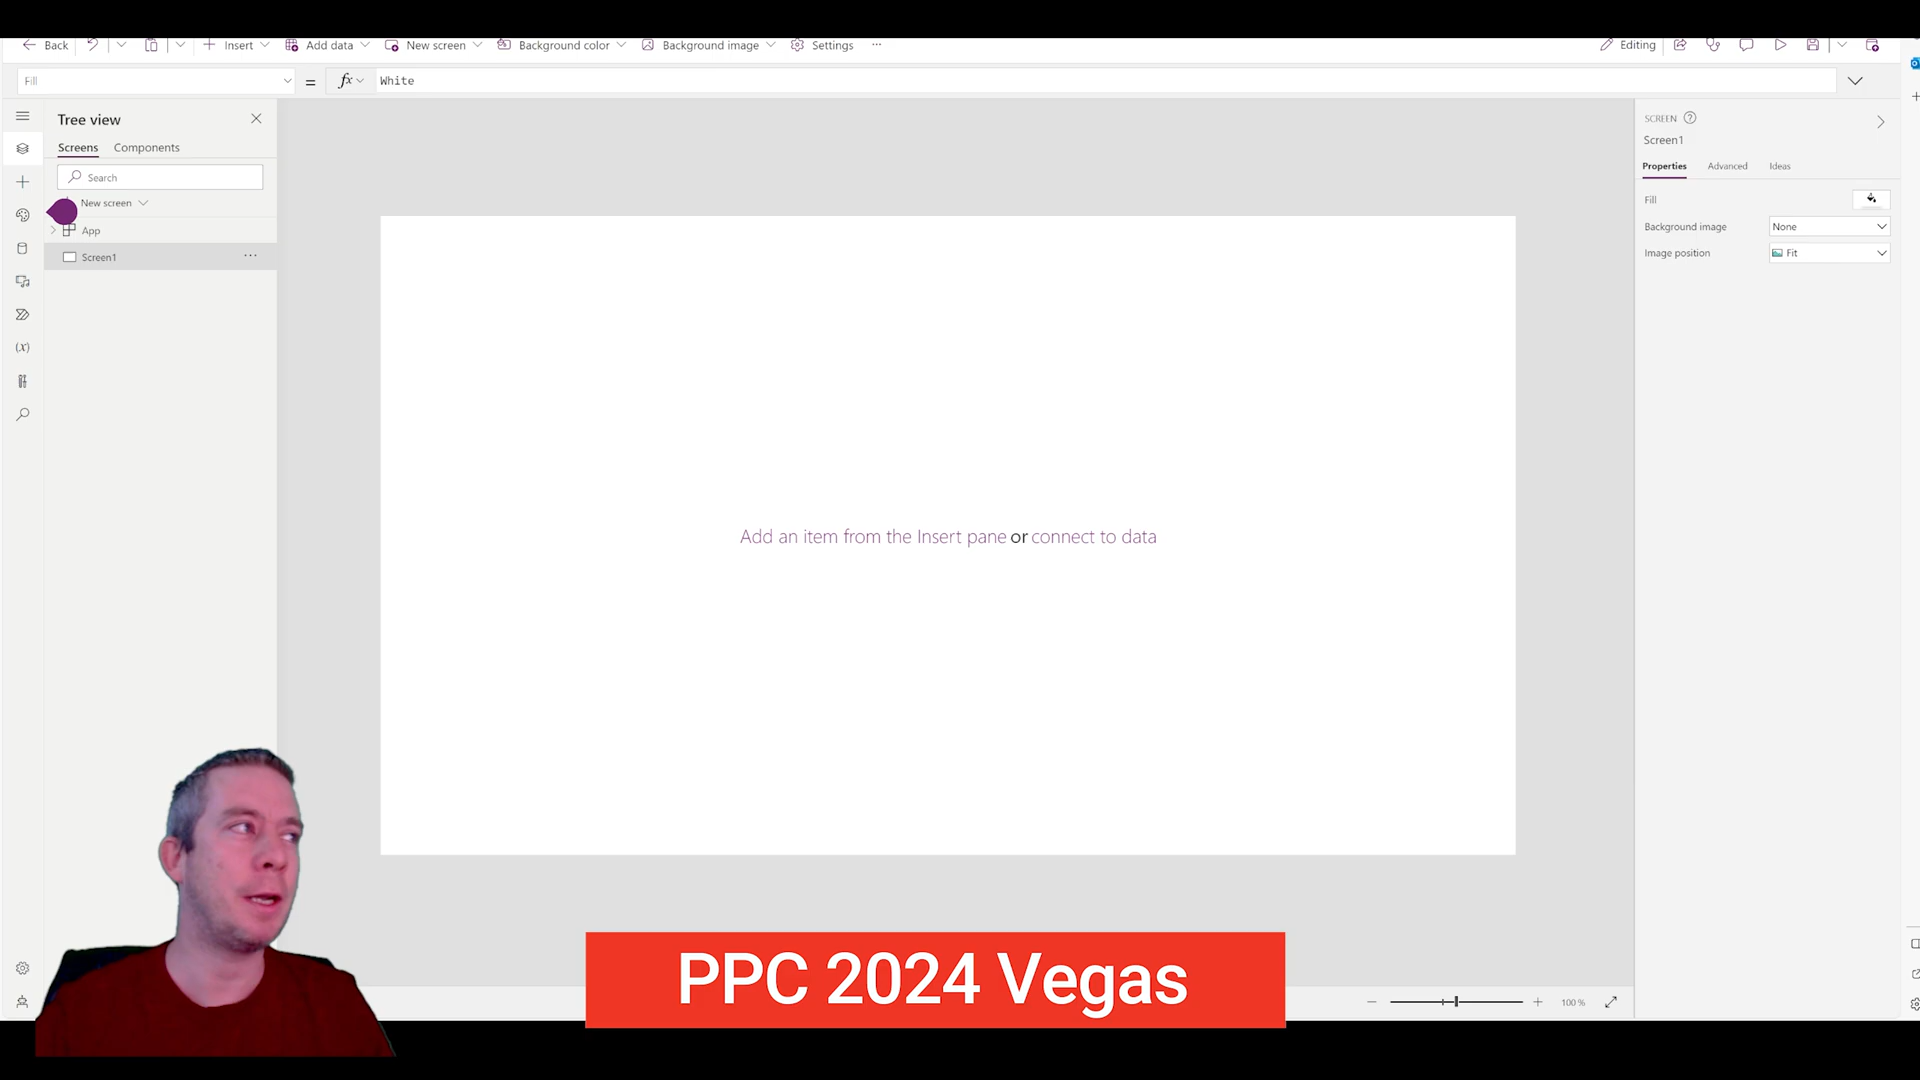 Back
Insert
Add data
New screen
Background color
Background image
Settings
...
Editing
Fill
=
fx
White
Tree view
Screens
Components
Search
New screen
App
Screen1
...
(x)
SCREEN
Screen1
Properties
Advanced
Ideas
Fill
Background image
None
Image position
Fit
Add an item from the Insert pane or connect to data
PPC 2024 Vegas
100 %